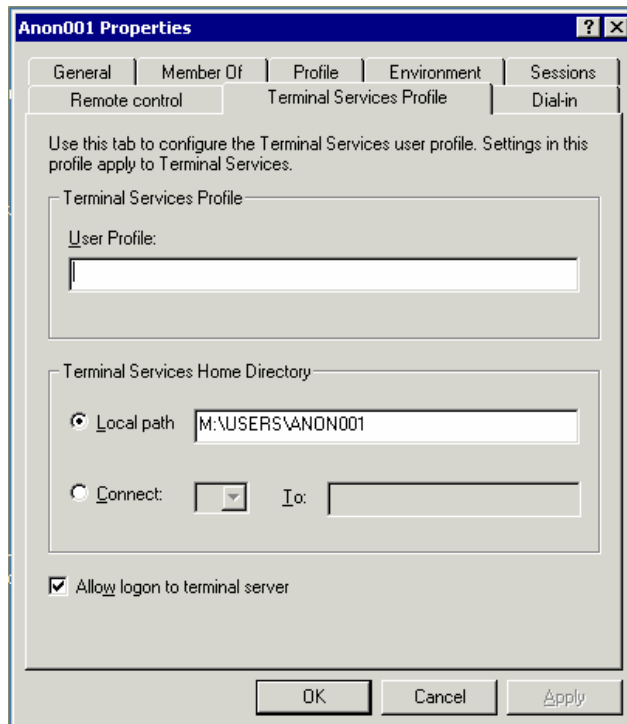 Anon001 Properties
General Member Of Profile Environment Sessions
Remote control Terminal Services Profile Dial-in
Use this tab to configure the Terminal Services user profile. Settings in this
profile apply to Terminal Services.
Terminal Services Profile
User Profile:
Terminal Services Home Directory
Local path M:\USERS\ANON001
Connect: To:
Allow logon to terminal server
OK Cancel Apply